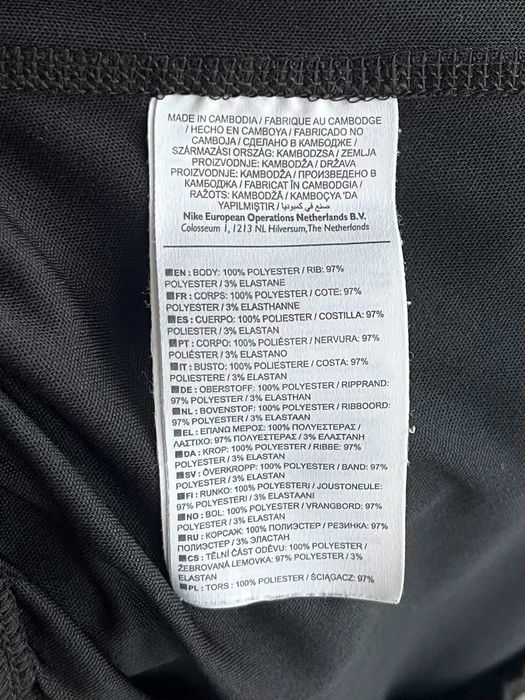 MADE IN CAMBODIA / FABRIQUE AU CAMBODGE
/ HECHO EN CAMBOYA / FABRICADO NO
CAMBOJA / СДЕЛАНО В КАМБОДЖЕ /
SZÁRMAZÁSI ORSZÁG: KAMBODZSA / ZEMLJA
PROIZVODNJE: KAMBODŽA / DRŽAVA
PROIZVODNJE: KAMBODŽA / ПРОИЗВЕДЕНО В
КАМБОДЖА / FABRICAT ÎN CAMBODGIA /
RAŽOTS: KAMBODŽĀ / KAMBOÇYA 'DA
YAPILMIŞTIR / صنع في كمبوديا
Nike European Operations Netherlands B.V.
Colosseum 1, 1213 NL Hilversum, The Netherlands
EN : BODY: 100% POLYESTER / RIB: 97%
POLYESTER / 3% ELASTANE
FR : CORPS: 100% POLYESTER / COTE: 97%
POLYESTER / 3% ELASTHANNE
ES : CUERPO: 100% POLIESTER / COSTILLA: 97%
POLIESTER / 3% ELASTAN
PT : CORPO: 100% POLIÉSTER / NERVURA: 97%
POLIÉSTER / 3% ELASTANO
IT : BUSTO: 100% POLIESTERE / COSTA: 97%
POLIESTERE / 3% ELASTAN
DE : OBERSTOFF: 100% POLYESTER / RIPPRAND:
97% POLYESTER / 3% ELASTHAN
NL : BOVENSTOF: 100% POLYESTER / RIBBOORD:
97% POLYESTER / 3% ELASTAAN
EL : ΕΠΑΝΩ ΜΕΡΟΣ: 100% ΠΟΛΥΕΣΤΕΡΑΣ /
ΛΑΣΤΙΧΟ: 97% ΠΟΛΥΕΣΤΕΡΑΣ / 3% ΕΛΑΣΤΑΝΗ
DA : KROP: 100% POLYESTER / RIBBE: 97%
POLYESTER / 3% ELASTAN
SV : ÖVERKROPP: 100% POLYESTER / BAND: 97%
POLYESTER / 3% ELASTAN
FI : RUNKO: 100% POLYESTERI / JOUSTONEULE:
97% POLYESTERI / 3% ELASTAANI
NO : BOL: 100% POLYESTER / VRANGBORD: 97%
POLYESTER / 3% ELASTAN
RU : КОРСАЖ: 100% ПОЛИЭСТЕР / РЕЗИНКА: 97%
ПОЛИЭСТЕР / 3% ЭЛАСТАН
CS : TĚLNÍ ČÁST ODĚVU: 100% POLYESTER /
ŽEBROVANÁ LEMOVKA: 97% POLYESTER / 3%
ELASTAN
PL : TORS : 100% POLIESTER / ŚCIĄGACZ: 97%